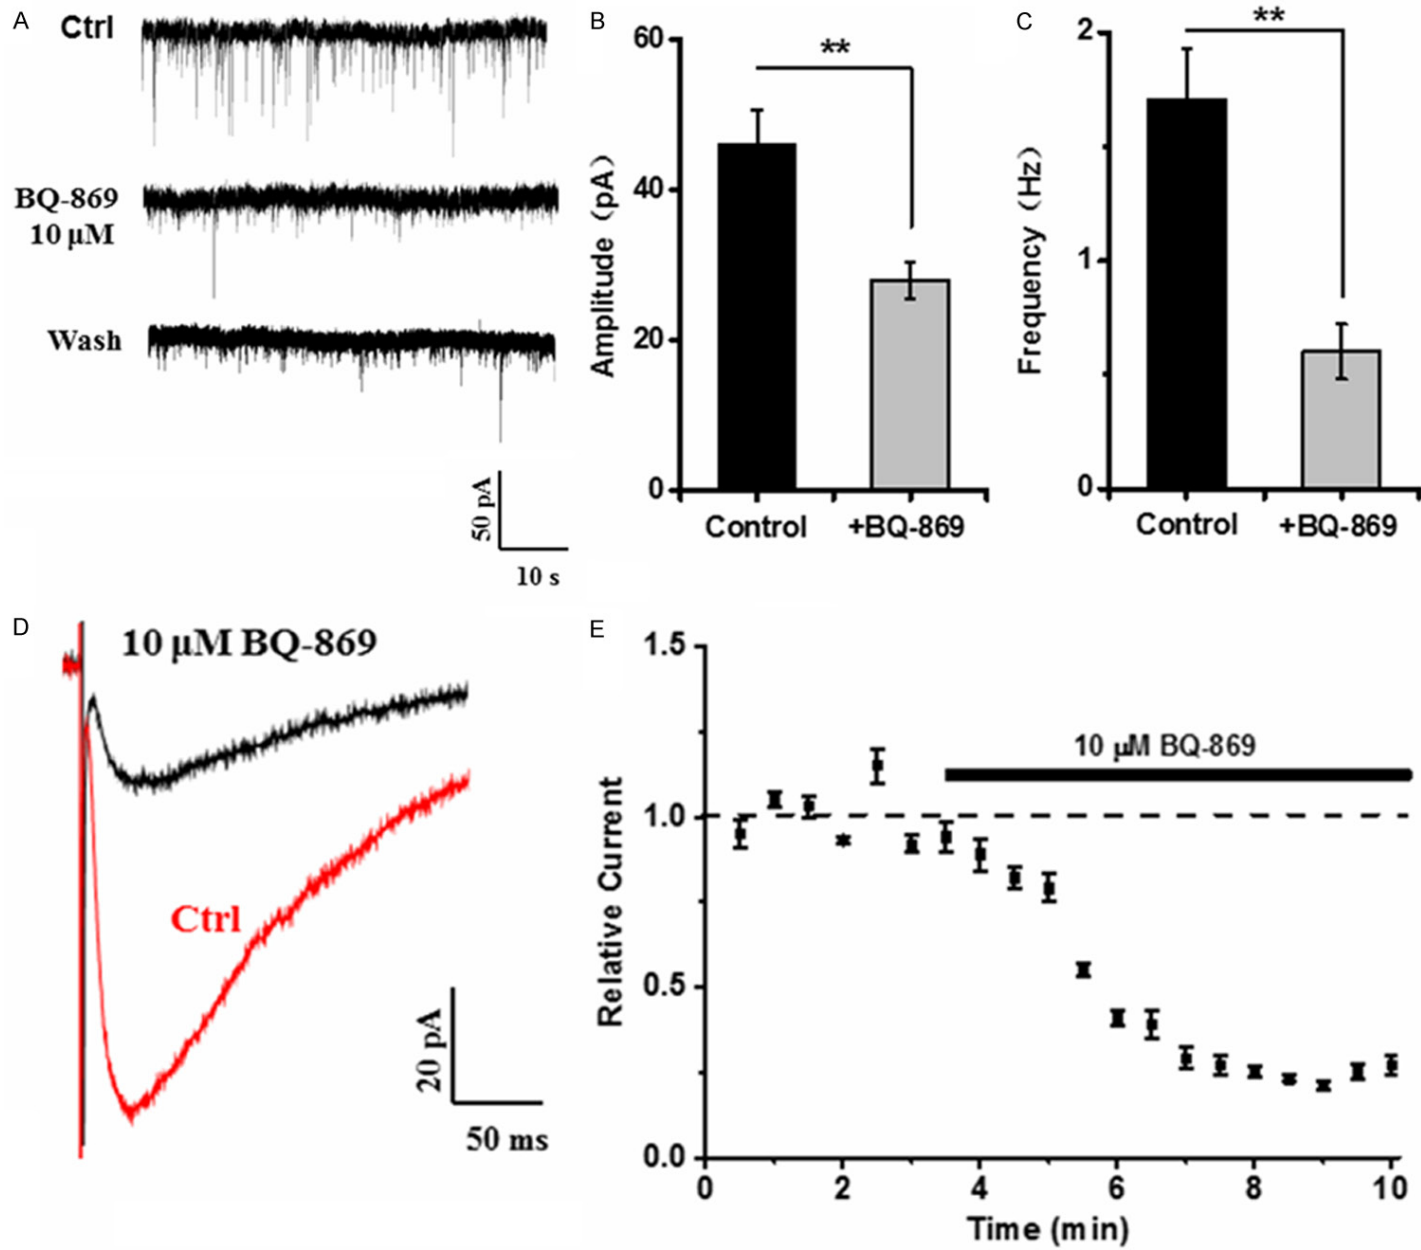 A
Ctrl
BQ-869
10 μM
Wash
50 pA
10 s
B
**
60
40
20
0
Amplitude (pA)
Control
+BQ-869
C
**
2
1
0
Frequency (Hz)
Control
+BQ-869
D
10 μM BQ-869
Ctrl
20 pA
50 ms
E
1.5
1.0
0.5
0.0
Relative Current
10 μM BQ-869
0 2 4 6 8 10
Time (min)